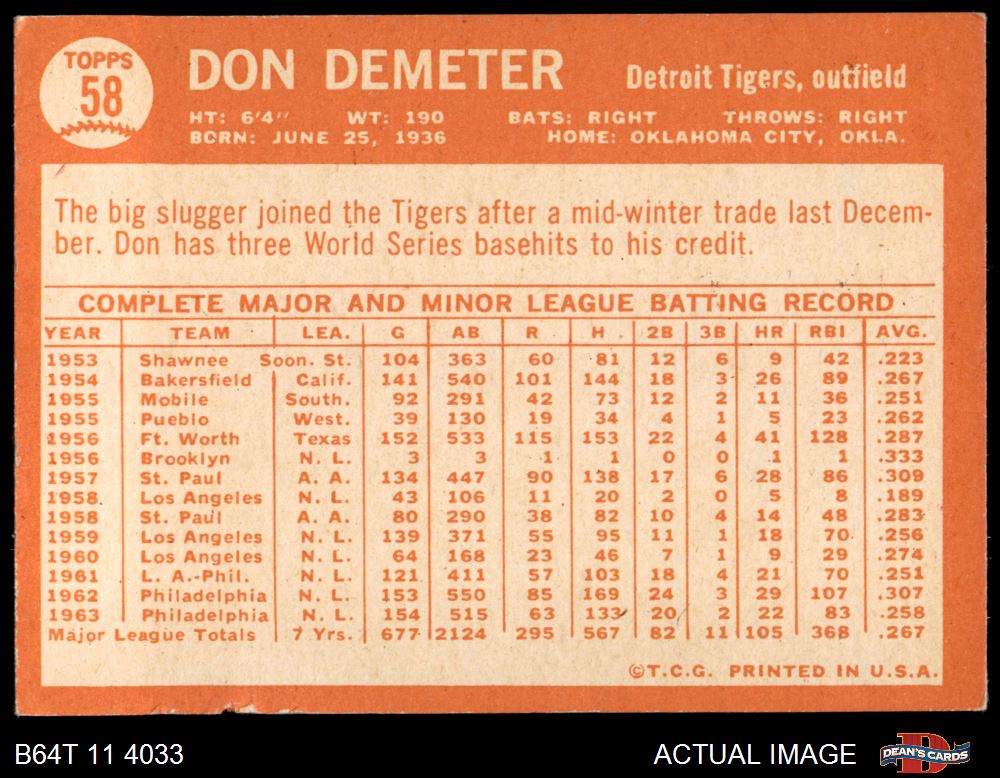 TOPPS
58
DON DEMETER
Detroit Tigers, outfield
HT: 6'4" WT: 190 BATS: RIGHT THROWS: RIGHT
BORN: JUNE 25, 1936 HOME: OKLAHOMA CITY, OKLA.
The big slugger joined the Tigers after a mid-winter trade last Decem-
ber. Don has three World Series basehits to his credit.
COMPLETE MAJOR AND MINOR LEAGUE BATTING RECORD
YEAR TEAM LEA. G AB R H 2B 3B HR RBI AVG.
1953 Shawnee Soon. St. 104 363 60 81 12 6 9 42 .223
1954 Bakersfield Calif. 141 540 101 144 18 3 26 89 .267
1955 Mobile South. 92 291 42 73 12 2 11 36 .251
1955 Pueblo West. 39 130 19 34 4 1 5 23 .262
1956 Ft. Worth Texas 152 533 115 153 22 4 41 128 .287
1956 Brooklyn N. L. 3 3 1 1 0 0 1 1 .333
1957 St. Paul A. A. 134 447 90 138 17 6 28 86 .309
1958 Los Angeles N. L. 43 106 11 20 2 0 5 8 .189
1958 St. Paul A. A. 80 290 38 82 10 4 14 48 .283
1959 Los Angeles N. L. 139 371 55 95 11 1 18 70 .256
1960 Los Angeles N. L. 64 168 23 46 7 1 9 29 .274
1961 L. A.-Phil. N. L. 121 411 57 103 18 4 21 70 .251
1962 Philadelphia N. L. 153 550 85 169 24 3 29 107 .307
1963 Philadelphia N. L. 154 515 63 133 20 2 22 83 .258
Major League Totals 7 Yrs. 677 2124 295 567 82 11 105 368 .267
©T.C.G. PRINTED IN U.S.A.
B64T 11 4033
ACTUAL IMAGE
DEAN'S CARDS